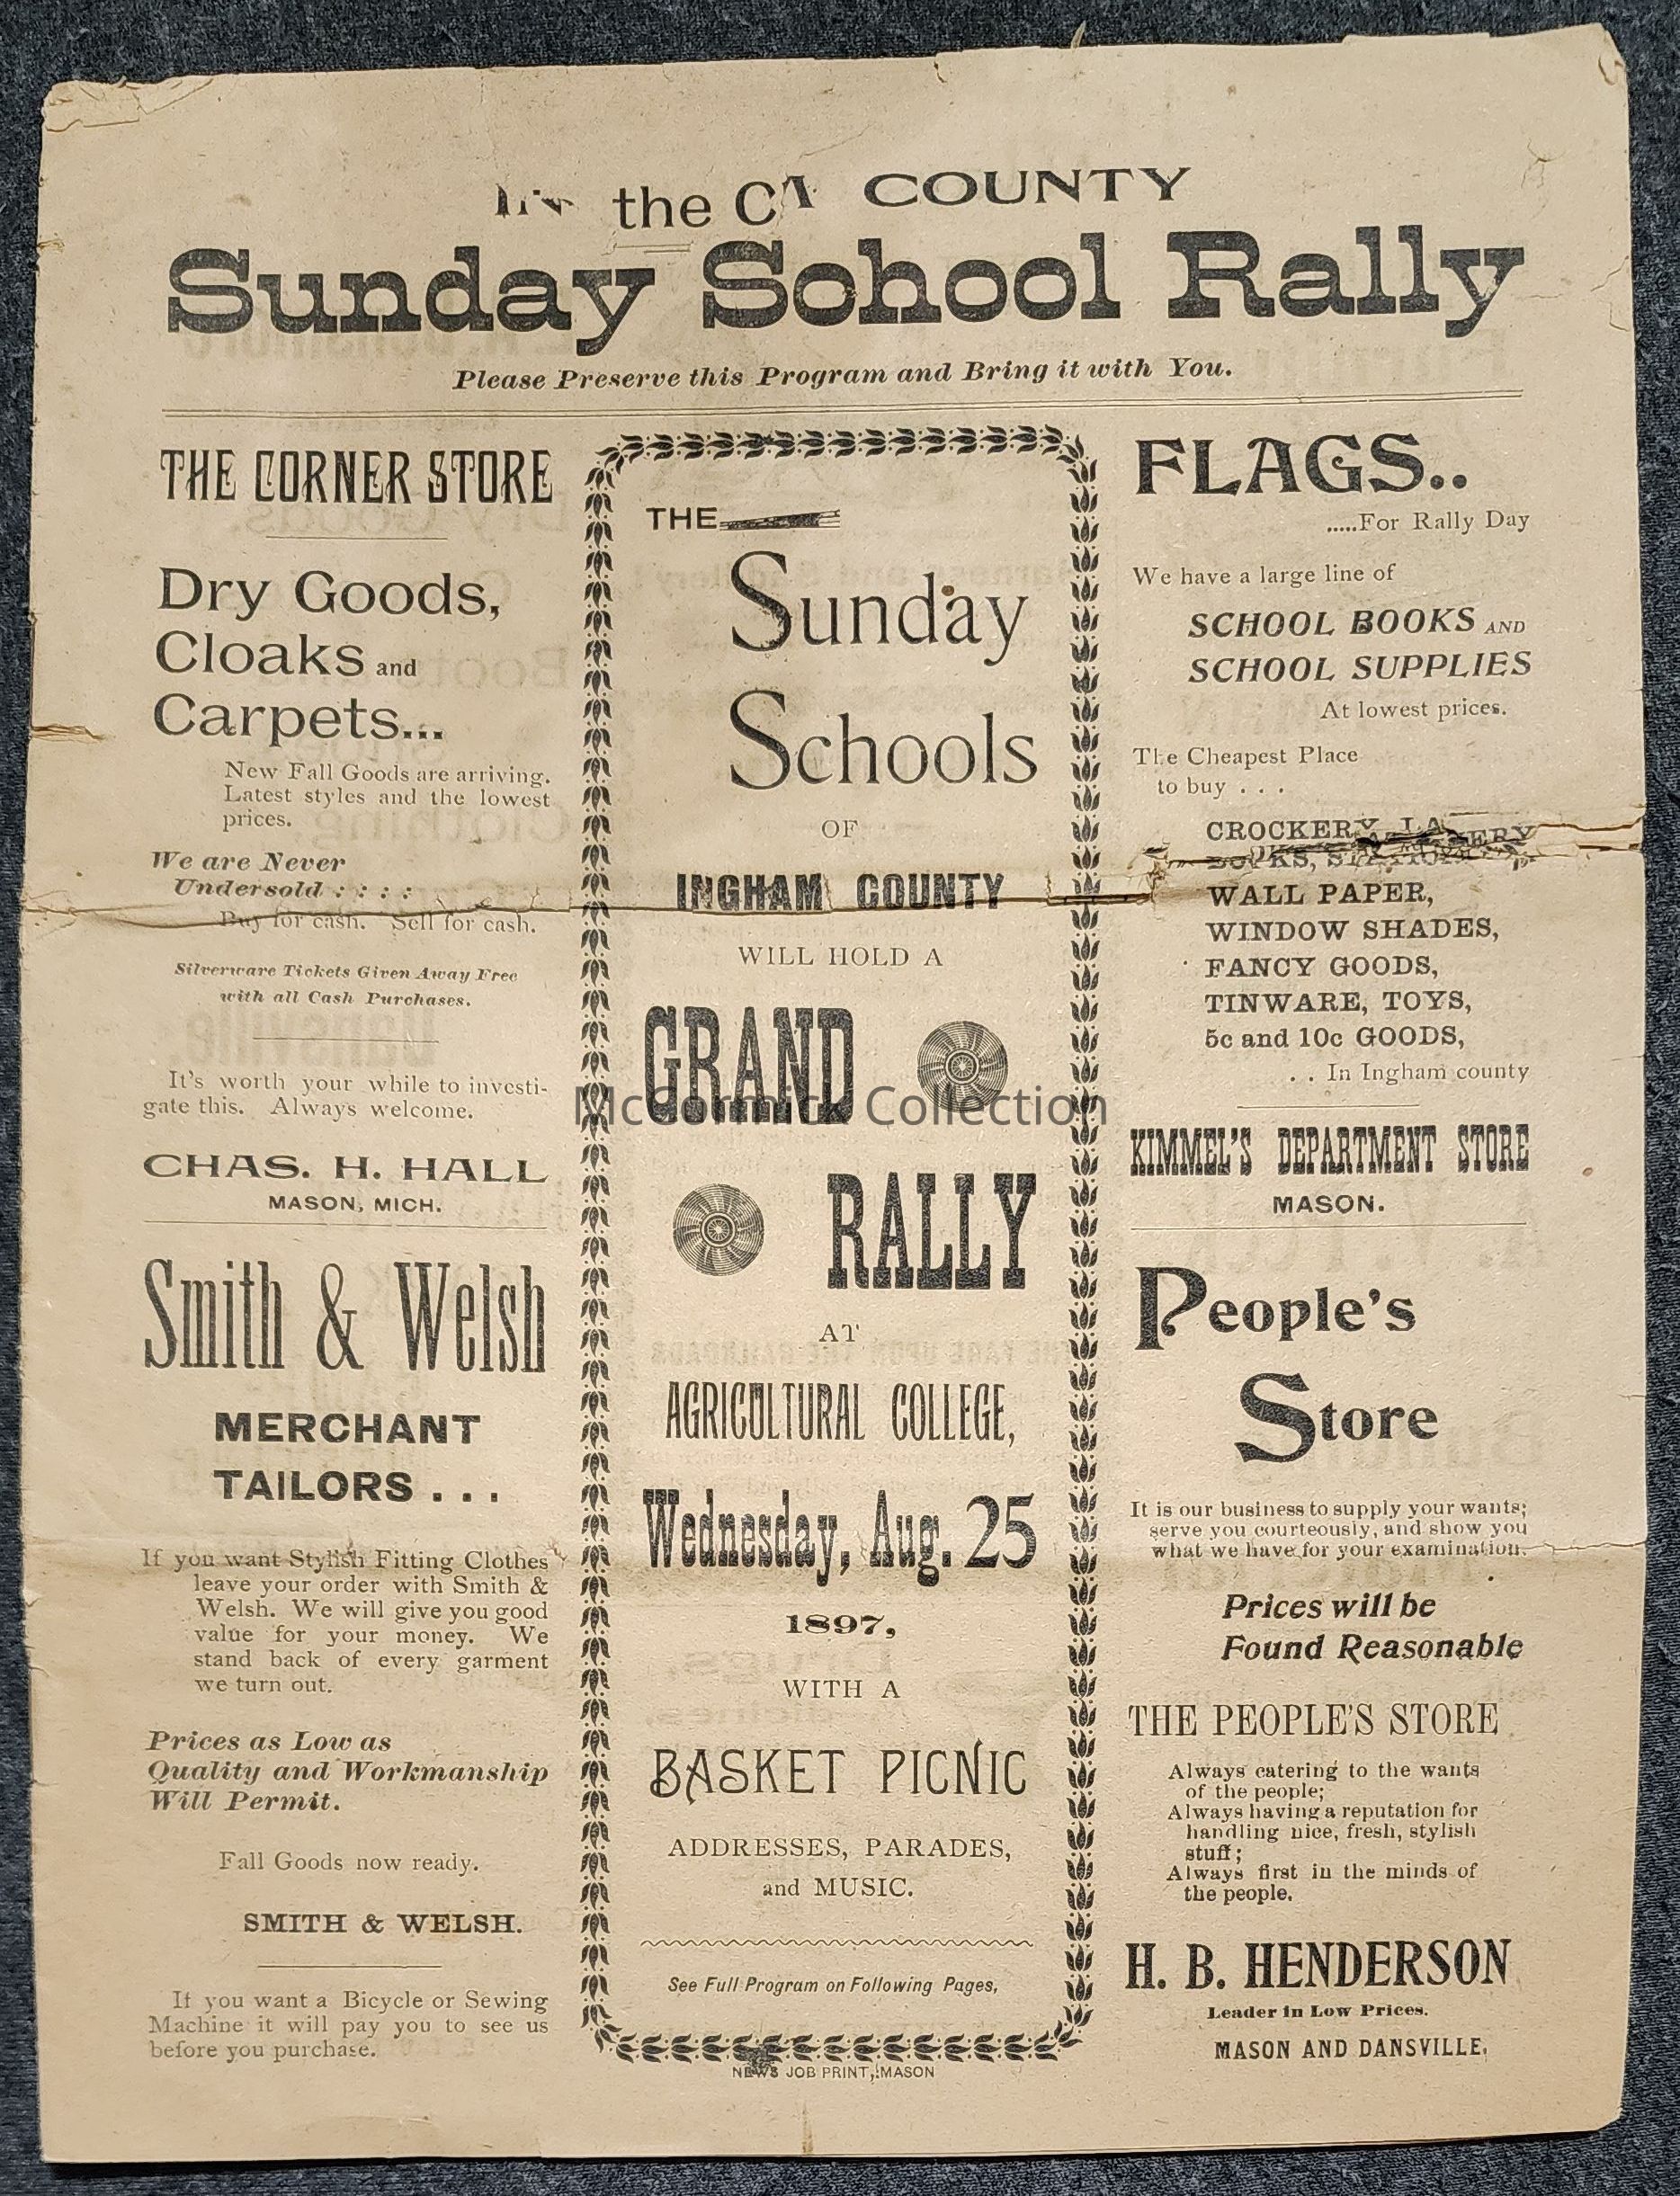 the C COUNTY
Sunday School Rally
Please Preserve this Program and Bring it with You.
THE CORNER STORE
Dry Goods,
Cloaks and
Carpets...
New Fall Goods are arriving.
Latest styles and the lowest
prices.
We are Never
Undersold : : : :
Buy for cash. Sell for cash.
Silverware Tickets Given Away Free
with all Cash Purchases.
It's worth your while to investi-
gate this. Always welcome.
CHAS. H. HALL
MASON, MICH.
Smith & Welsh
MERCHANT
TAILORS . . .
If you want Stylish Fitting Clothes
leave your order with Smith &
Welsh. We will give you good
value for your money. We
stand back of every garment
we turn out.
Prices as Low as
Quality and Workmanship
Will Permit.
Fall Goods now ready.
SMITH & WELSH.
If you want a Bicycle or Sewing
Machine it will pay you to see us
before you purchase.
THE
Sunday
Schools
OF
INGHAM COUNTY
WILL HOLD A
GRAND
RALLY
AT
AGRICULTURAL COLLEGE,
Wednesday, Aug. 25
1897,
WITH A
BASKET PICNIC
ADDRESSES, PARADES,
and MUSIC.
See Full Program on Following Pages,
NEWS JOB PRINT, MASON
FLAGS..
.....For Rally Day
We have a large line of
SCHOOL BOOKS AND
SCHOOL SUPPLIES
At lowest prices.
The Cheapest Place
to buy . . .
CROCKERY
WALL PAPER,
WINDOW SHADES,
FANCY GOODS,
TINWARE, TOYS,
5c and 10c GOODS,
. . In Ingham county
KIMMEL'S DEPARTMENT STORE
MASON.
People's
Store
It is our business to supply your wants;
serve you courteously, and show you
what we have for your examination.
Prices will be
Found Reasonable
THE PEOPLE'S STORE
Always catering to the wants
of the people;
Always having a reputation for
handling nice, fresh, stylish
stuff;
Always first in the minds of
the people.
H. B. HENDERSON
Leader in Low Prices.
MASON AND DANSVILLE.
McCormick Collection